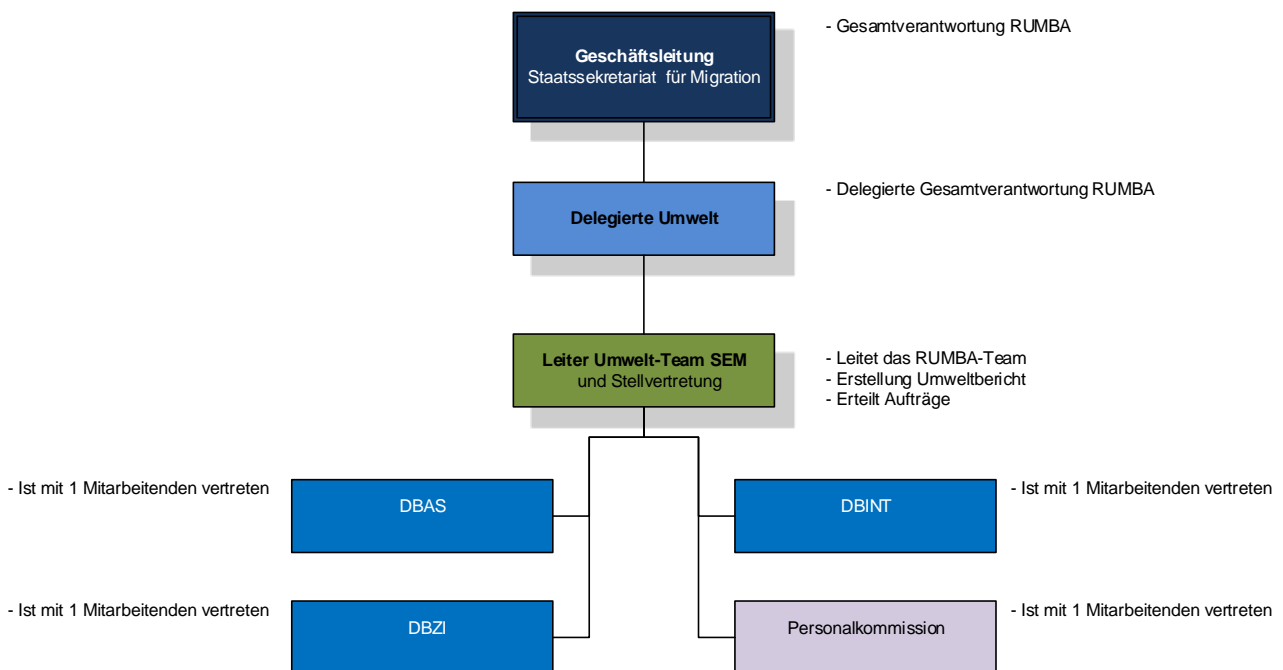 Geschäftsleitung
Staatssekretariat für Migration
- Gesamtverantwortung RUMBA
Delegierte Umwelt
- Delegierte Gesamtverantwortung RUMBA
Leiter Umwelt-Team SEM
und Stellvertretung
- Leitet das RUMBA-Team
- Erstellung Umweltbericht
- Erteilt Aufträge
- Ist mit 1 Mitarbeitenden vertreten
DBAS
DBINT
- Ist mit 1 Mitarbeitenden vertreten
- Ist mit 1 Mitarbeitenden vertreten
DBZI
Personalkommission
- Ist mit 1 Mitarbeitenden vertreten